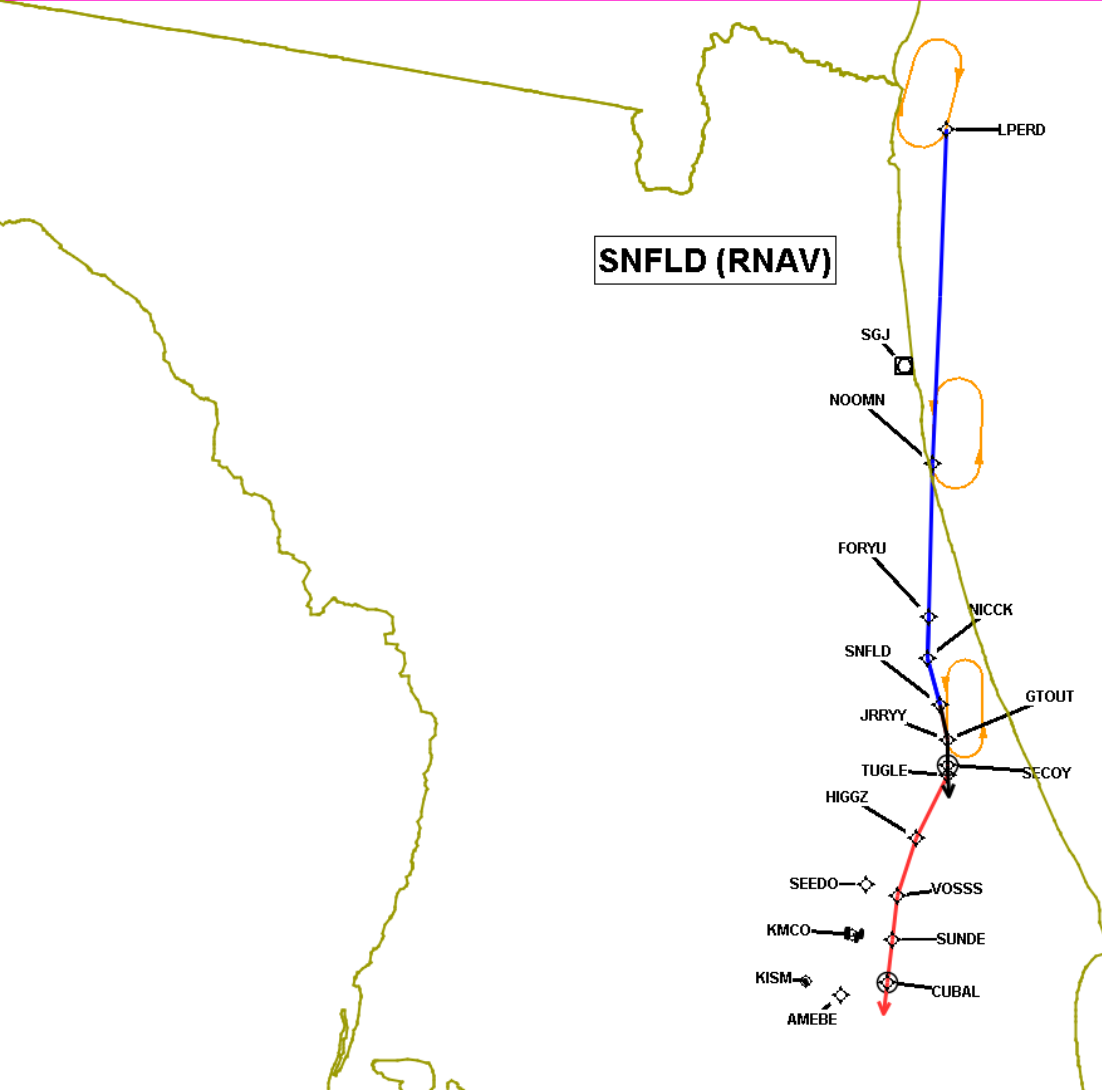 LPERD
SNFLD (RNAV)
SGJ
NOOMN
FORYU
NICCK
SNFLD
GTOUT
JRRYY
TUGLE
SECOY
HIGGZ
SEEDO
VOSSS
KMCO
SUNDE
KISM
CUBAL
AMEBE